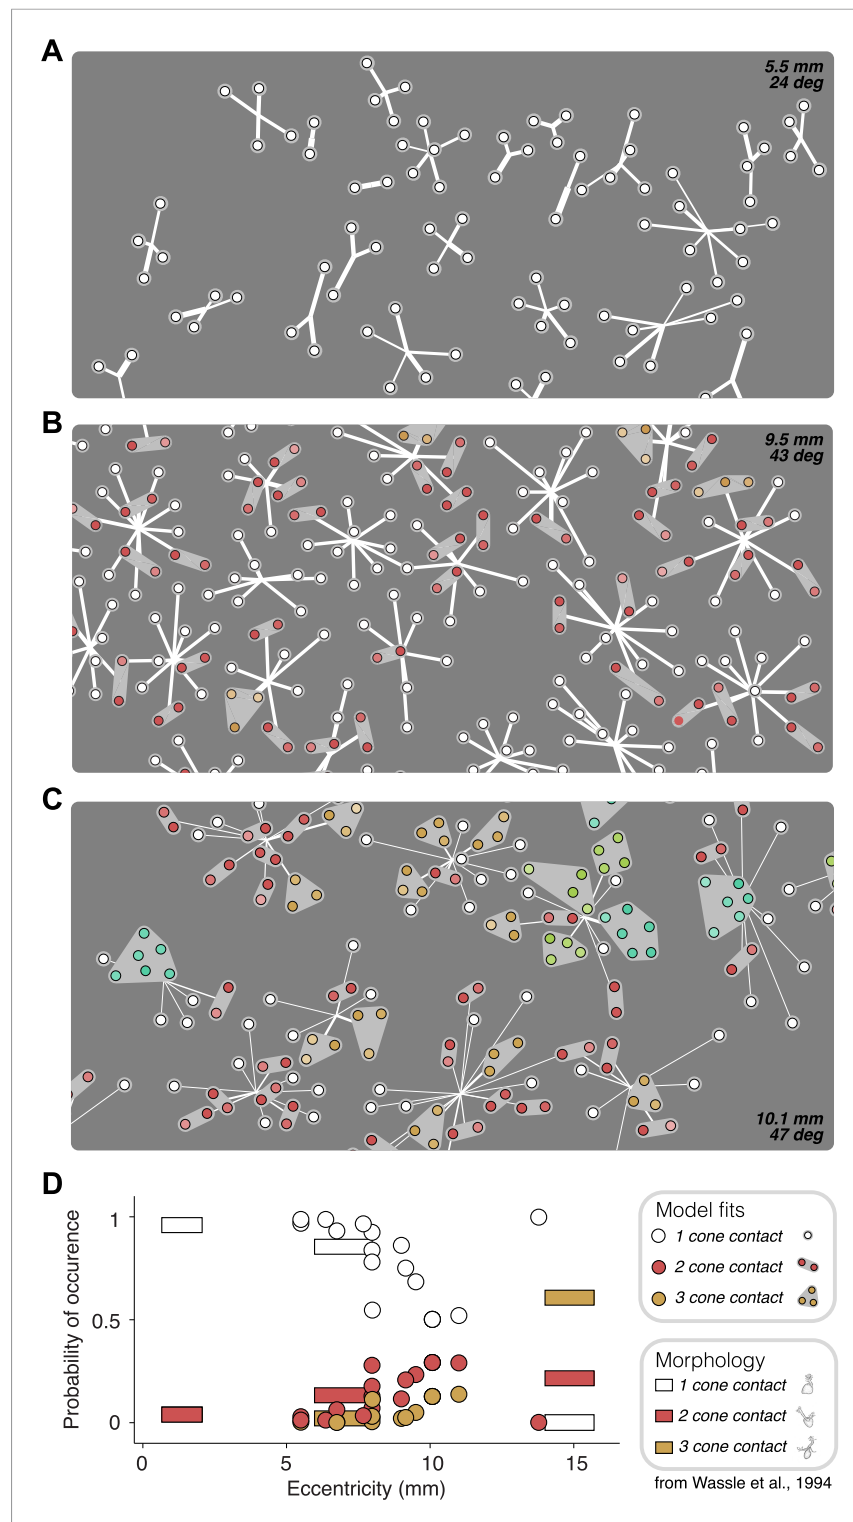 A
5.5 mm
24 deg
B
9.5 mm
43 deg
C
10.1 mm
47 deg
D
Probability of occurence
1
0.5
0
0
5
10
15
Eccentricity (mm)
Model fits
1 cone contact
2 cone contact
3 cone contact
Morphology
1 cone contact
2 cone contact
3 cone contact
from Wassle et al., 1994